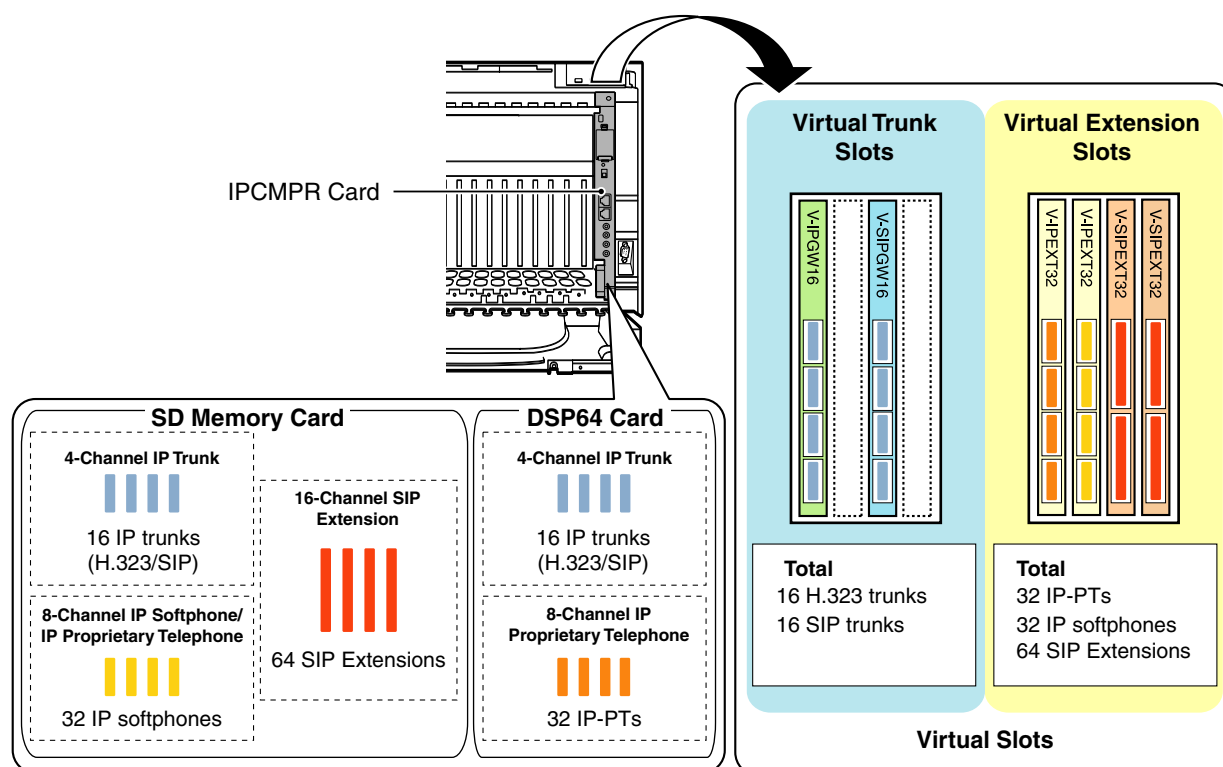 IPCMPR Card
SD Memory Card
4-Channel IP Trunk
16 IP trunks
(H.323/SIP)
8-Channel IP Softphone/
IP Proprietary Telephone
32 IP softphones
16-Channel SIP
Extension
64 SIP Extensions
DSP64 Card
4-Channel IP Trunk
16 IP trunks
(H.323/SIP)
8-Channel IP
Proprietary Telephone
32 IP-PTs
Virtual Trunk
Slots
V-IPGW16
V-SIPGW16
Total
16 H.323 trunks
16 SIP trunks
Virtual Extension
Slots
V-IPEXT32
V-IPEXT32
V-SIPEXT32
V-SIPEXT32
Total
32 IP-PTs
32 IP softphones
64 SIP Extensions
Virtual Slots